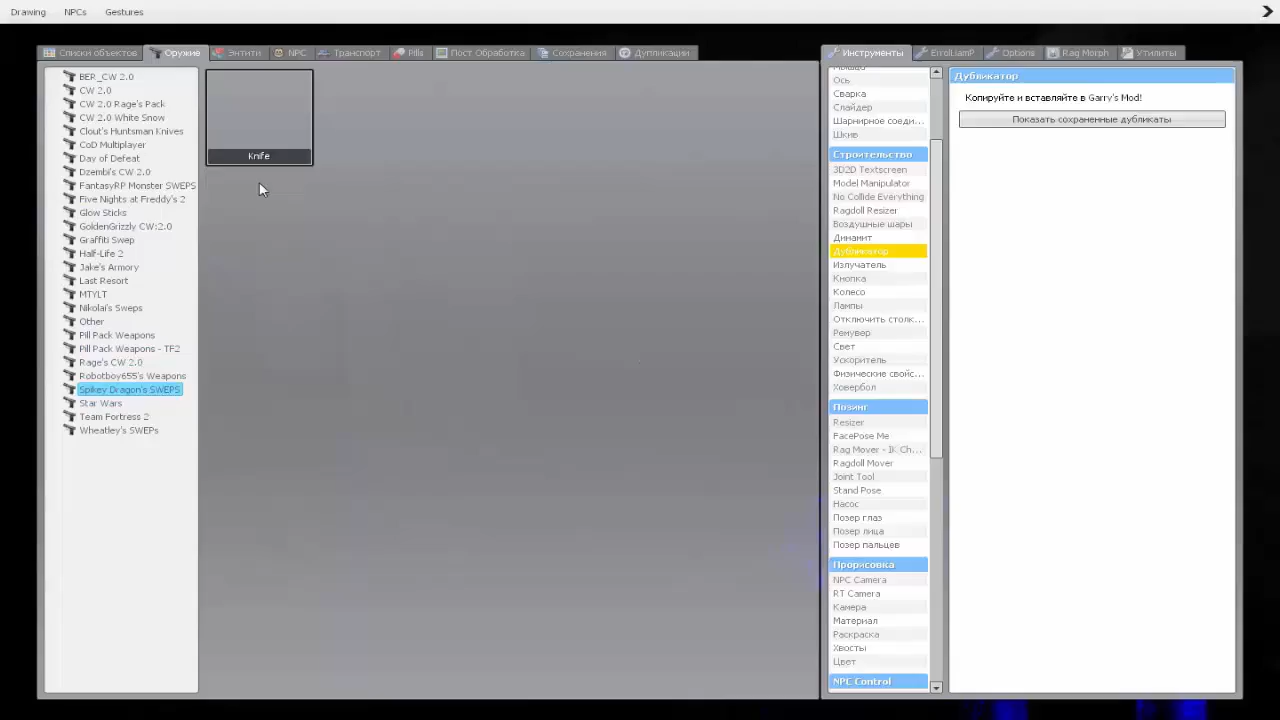 Drawing NPCs Gestures
Списки объектов Оружие Энтити NPC Транспорт Pills Пост Обработка Сохранения Дупликации
BER_CW 2.0
CW 2.0
CW 2.0 Rage's Pack
CW 2.0 White Snow
Clout's Huntsman Knives
CoD Multiplayer
Day of Defeat
Dzembi's CW 2.0
FantasyRP Monster SWEPS
Five Nights at Freddy's 2
Glow Sticks
GoldenGrizzly CW:2.0
Graffiti Swep
Half-Life 2
Jake's Armory
Last Resort
MTYLT
Nikolai's Sweps
Other
Pill Pack Weapons
Pill Pack Weapons - TF2
Rage's CW 2.0
Robotboy655's Weapons
Spikey Dragon's SWEPS
Star Wars
Team Fortress 2
Wheatley's SWEPs
Knife
Инструменты ErrolLiamP Options Rag Morph Утилиты
Мышцы
Ось
Сварка
Слайдер
Шарнирное соеди...
Шкив
Строительство
3D2D Textscreen
Model Manipulator
No Collide Everything
Ragdoll Resizer
Воздушные шары
Динамит
Дубликатор
Излучатель
Кнопка
Колесо
Лампы
Отключить столк...
Ремувер
Свет
Ускоритель
Физические свойс...
Ховербол
Позинг
Resizer
FacePose Me
Rag Mover - IK Ch...
Ragdoll Mover
Joint Tool
Stand Pose
Насос
Позер глаз
Позер лица
Позер пальцев
Прорисовка
NPC Camera
RT Camera
Камера
Материал
Раскраска
Хвосты
Цвет
NPC Control
Дубликатор
Копируйте и вставляйте в Garry's Mod!
Показать сохраненные дубликаты